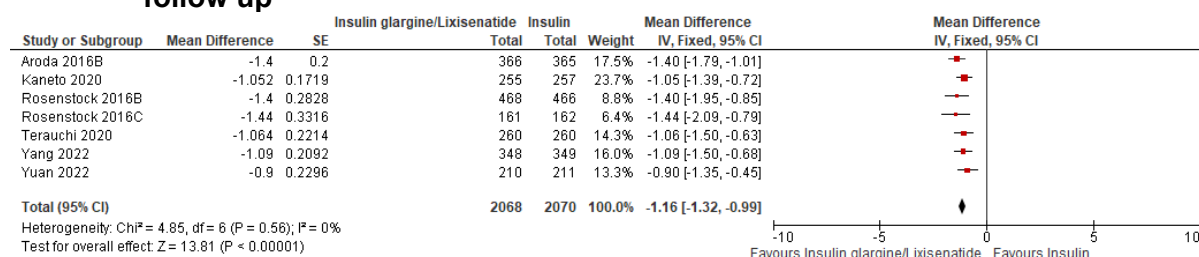 follow up
Insulin glargine/Lixisenatide Insulin Mean Difference Mean Difference
Study or Subgroup Mean Difference SE Total Total Weight IV, Fixed, 95% CI IV, Fixed, 95% CI
Aroda 2016B -1.4 0.2 366 365 17.5% -1.40 [-1.79, -1.01]
Kaneto 2020 -1.052 0.1719 255 257 23.7% -1.05 [-1.39, -0.72]
Rosenstock 2016B -1.4 0.2828 468 466 8.8% -1.40 [-1.95, -0.85]
Rosenstock 2016C -1.44 0.3316 161 162 6.4% -1.44 [-2.09, -0.79]
Terauchi 2020 -1.064 0.2214 260 260 14.3% -1.06 [-1.50, -0.63]
Yang 2022 -1.09 0.2092 348 349 16.0% -1.09 [-1.50, -0.68]
Yuan 2022 -0.9 0.2296 210 211 13.3% -0.90 [-1.35, -0.45]
Total (95% CI) 2068 2070 100.0% -1.16 [-1.32, -0.99]
Heterogeneity: Chi² = 4.85, df = 6 (P = 0.56); I² = 0%
Test for overall effect: Z = 13.81 (P < 0.00001)
-10 -5 0 5 10
Favours Insulin glargine/Lixisenatide Favours Insulin